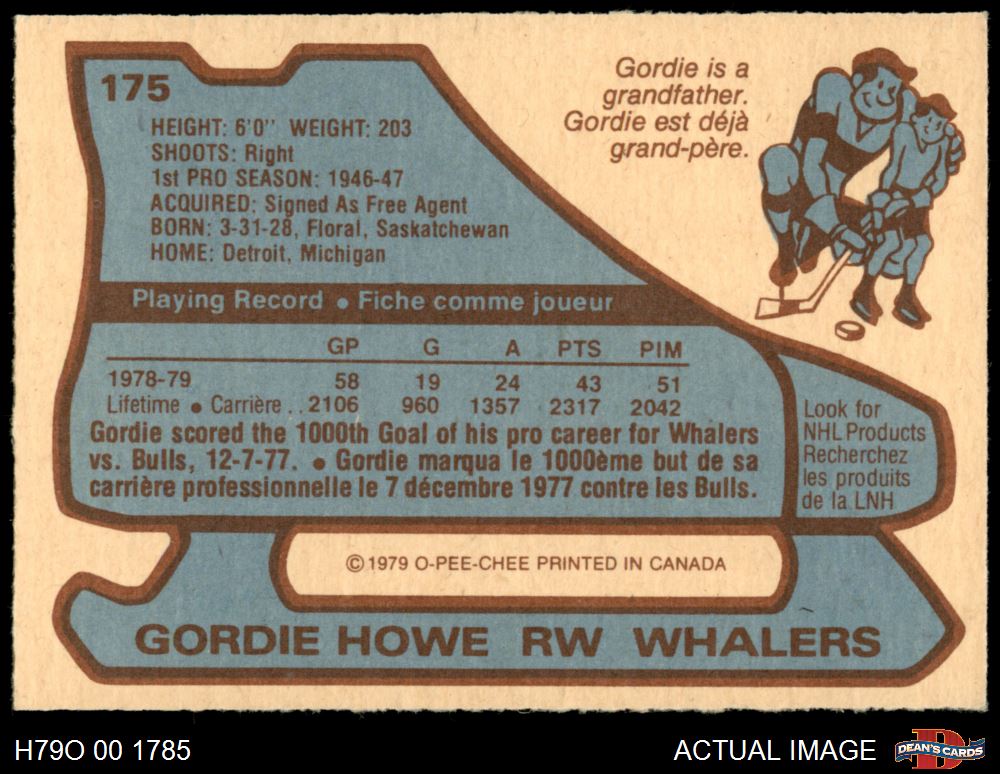 175
Gordie is a
grandfather.
Gordie est déjà
grand-père.
HEIGHT: 6'0" WEIGHT: 203
SHOOTS: Right
1st PRO SEASON: 1946-47
ACQUIRED: Signed As Free Agent
BORN: 3-31-28, Floral, Saskatchewan
HOME: Detroit, Michigan
Playing Record • Fiche comme joueur
GP G A PTS PIM
1978-79 58 19 24 43 51
Lifetime • Carrière .. 2106 960 1357 2317 2042
Gordie scored the 1000th Goal of his pro career for Whalers
vs. Bulls, 12-7-77. • Gordie marqua le 1000ème but de sa
carrière professionnelle le 7 décembre 1977 contre les Bulls.
Look for
NHL Products
Recherchez
les produits
de la LNH
©1979 O-PEE-CHEE PRINTED IN CANADA
GORDIE HOWE RW WHALERS
H79O 00 1785
ACTUAL IMAGE
D
DEAN'S CARDS